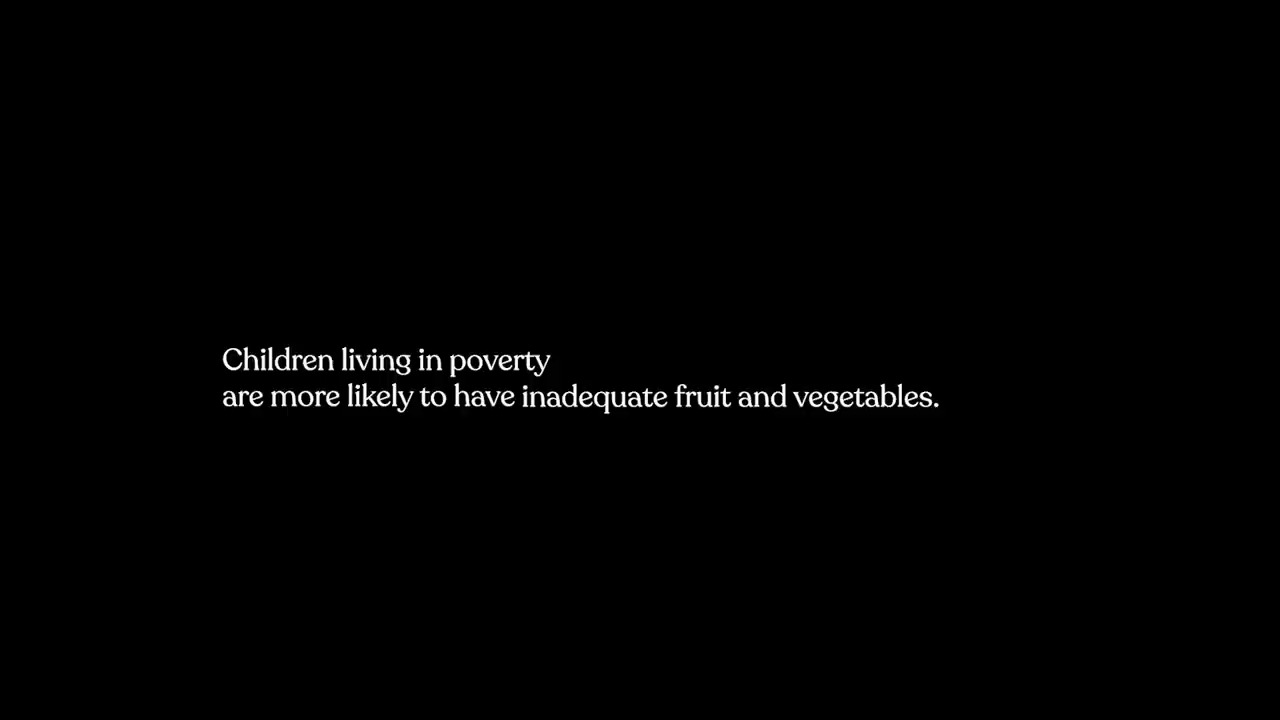 Children living in poverty
are more likely to have inadequate fruit and vegetables.